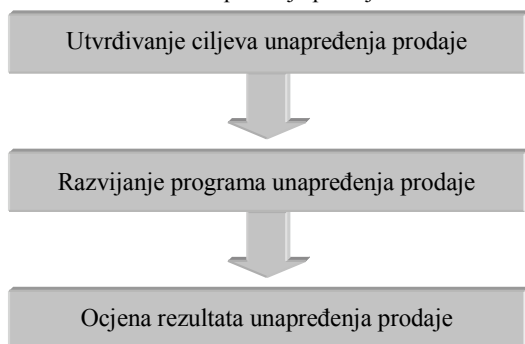 Utvrđivanje ciljeva unapređenja prodaje
Razvijanje programa unapređenja prodaje
Ocjena rezultata unapređenja prodaje